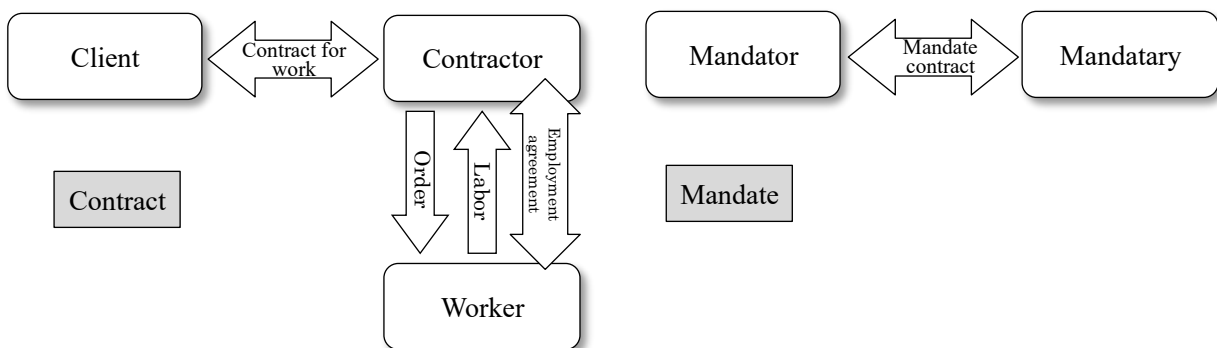 Client
Contract for
work
Contractor
Mandator
Mandate
contract
Mandatary
Order
Labor
Employment
agreement
Contract
Mandate
Worker